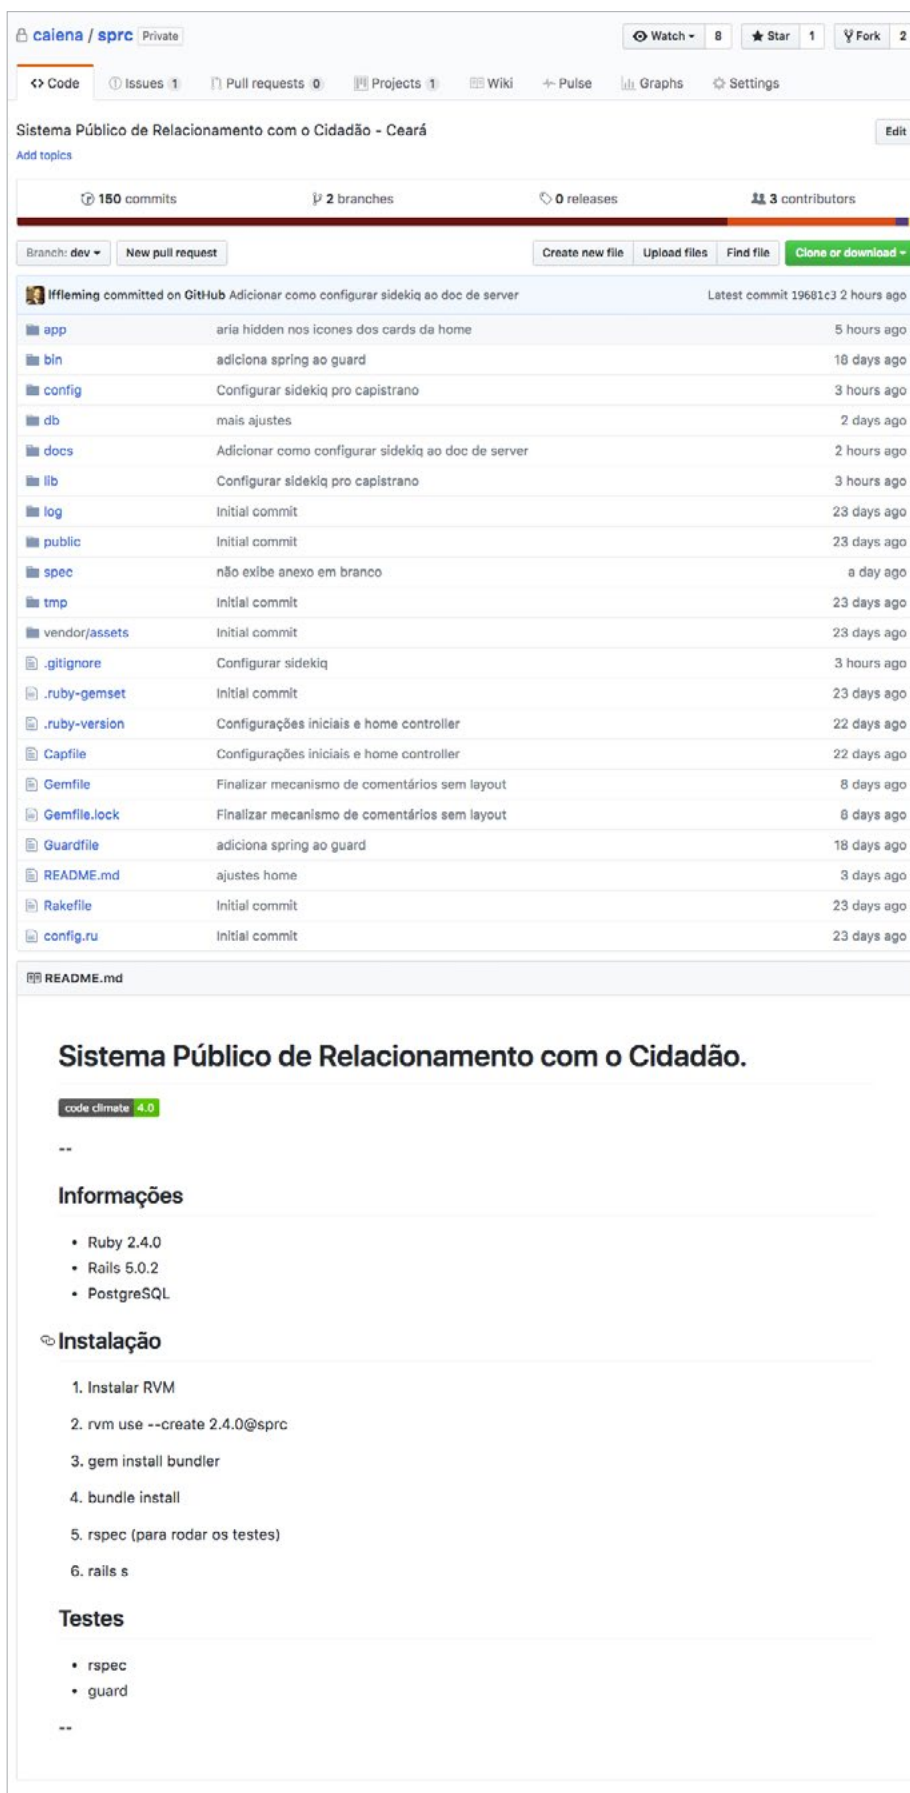 caiena / sprc Private Watch 8 Star 1 Fork 2
Code Issues 1 Pull requests 0 Projects 1 Wiki Pulse Graphs Settings
Sistema Público de Relacionamento com o Cidadão - Ceará Edit
Add topics
150 commits 2 branches 0 releases 3 contributors
Branch: dev New pull request Create new file Upload files Find file Clone or download
lffleming committed on GitHub Adicionar como configurar sidekiq ao doc de server Latest commit 19681c3 2 hours ago
app aria hidden nos icones dos cards da home 5 hours ago
bin adiciona spring ao guard 18 days ago
config Configurar sidekiq pro capistrano 3 hours ago
db mais ajustes 2 days ago
docs Adicionar como configurar sidekiq ao doc de server 2 hours ago
lib Configurar sidekiq pro capistrano 3 hours ago
log Initial commit 23 days ago
public Initial commit 23 days ago
spec não exibe anexo em branco a day ago
tmp Initial commit 23 days ago
vendor/assets Initial commit 23 days ago
.gitignore Configurar sidekiq 3 hours ago
.ruby-gemset Initial commit 23 days ago
.ruby-version Configurações iniciais e home controller 22 days ago
Capfile Configurações iniciais e home controller 22 days ago
Gemfile Finalizar mecanismo de comentários sem layout 8 days ago
Gemfile.lock Finalizar mecanismo de comentários sem layout 8 days ago
Guardfile adiciona spring ao guard 18 days ago
README.md ajustes home 3 days ago
Rakefile Initial commit 23 days ago
config.ru Initial commit 23 days ago
README.md
Sistema Público de Relacionamento com o Cidadão.
code climate 4.0
--
Informações
• Ruby 2.4.0
• Rails 5.0.2
• PostgreSQL
Instalação
1. Instalar RVM
2. rvm use --create 2.4.0@sprc
3. gem install bundler
4. bundle install
5. rspec (para rodar os testes)
6. rails s
Testes
• rspec
• guard
--